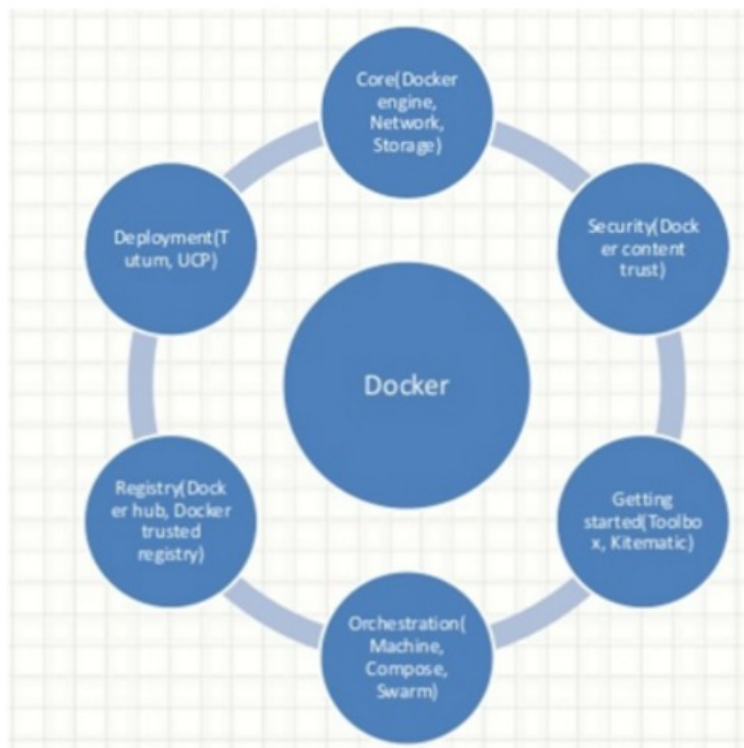 Core(Docker
engine,
Network,
Storage)
Security(Dock
er content
trust)
Getting
started(Toolbo
x, Kitematic)
Orchestration(
Machine,
Compose,
Swarm)
Registry(Dock
er hub, Docker
trusted
registry)
Deployment(T
utum, UCP)
Docker